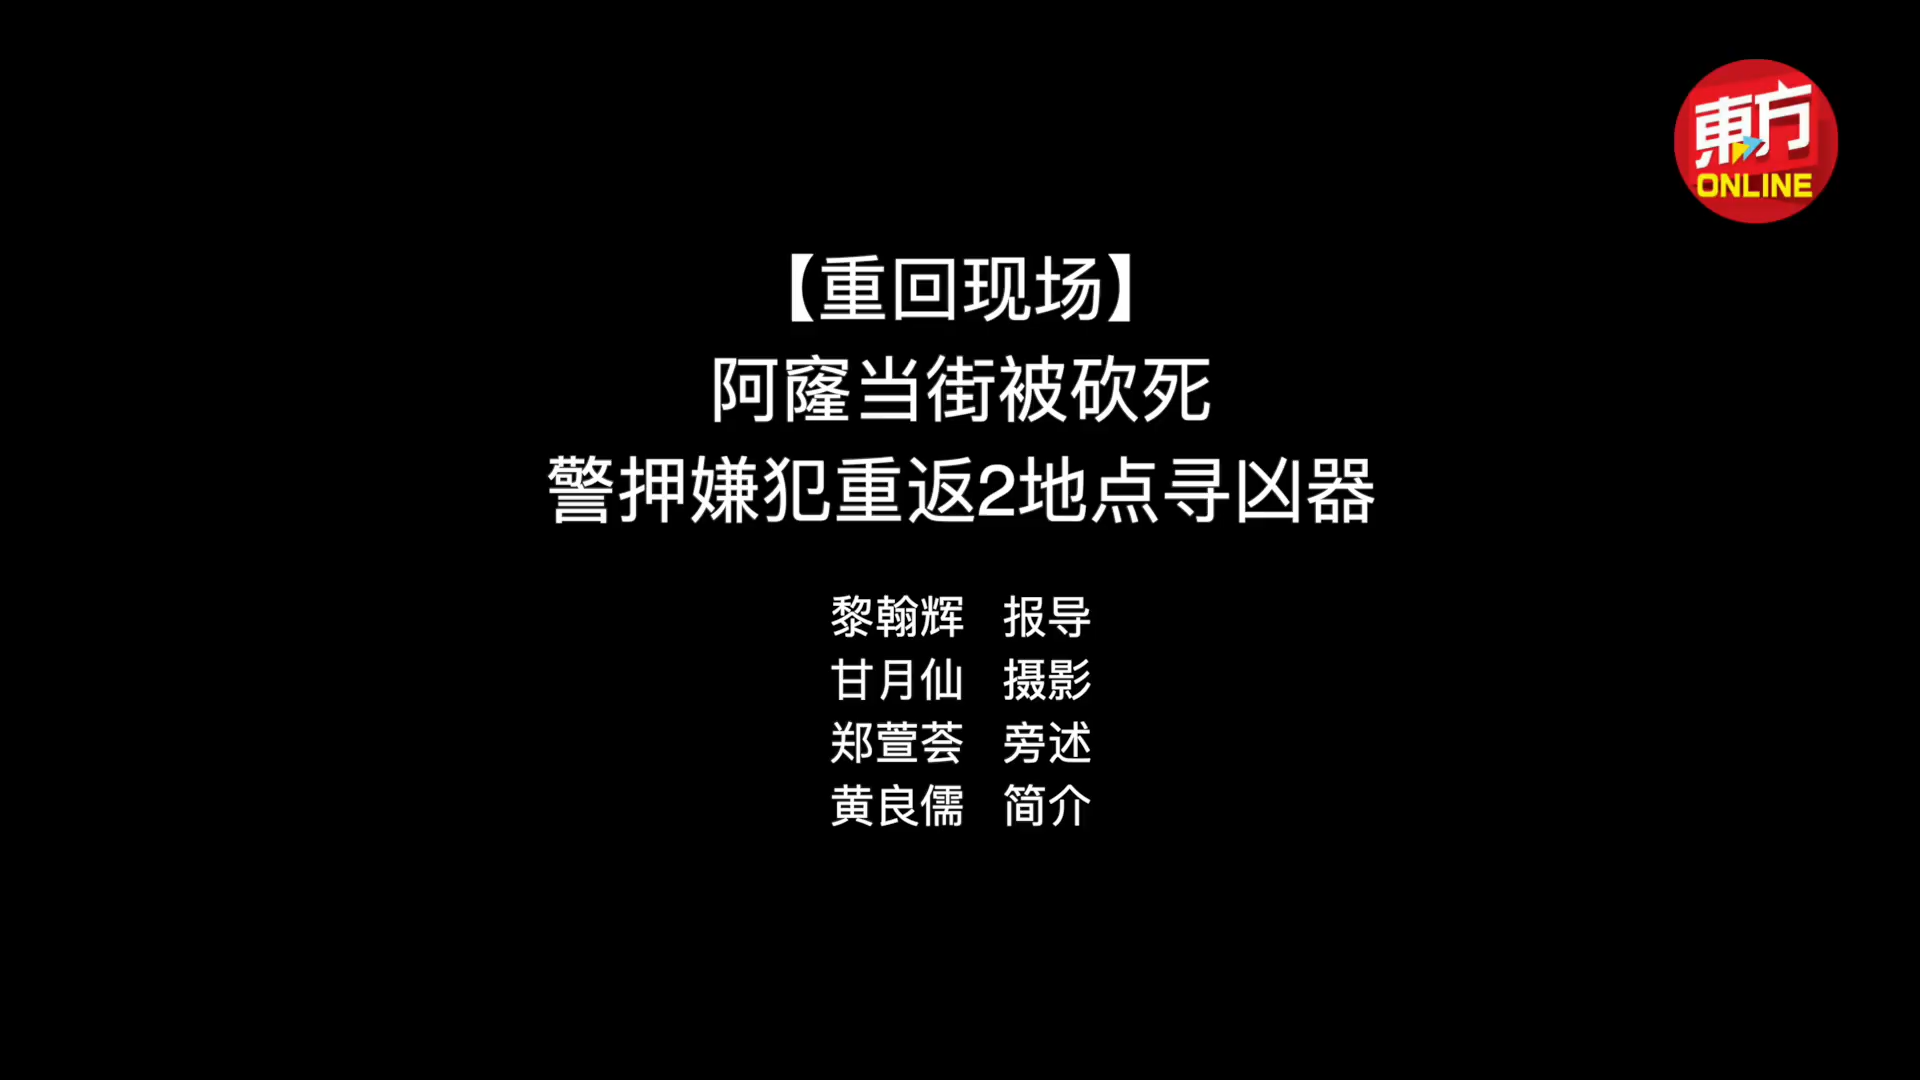 東方
ONLINE
【重回现场】
阿窿当街被砍死
警押嫌犯重返2地点寻凶器
黎翰辉 报导
甘月仙 摄影
郑萱荟 旁述
黄良儒 简介